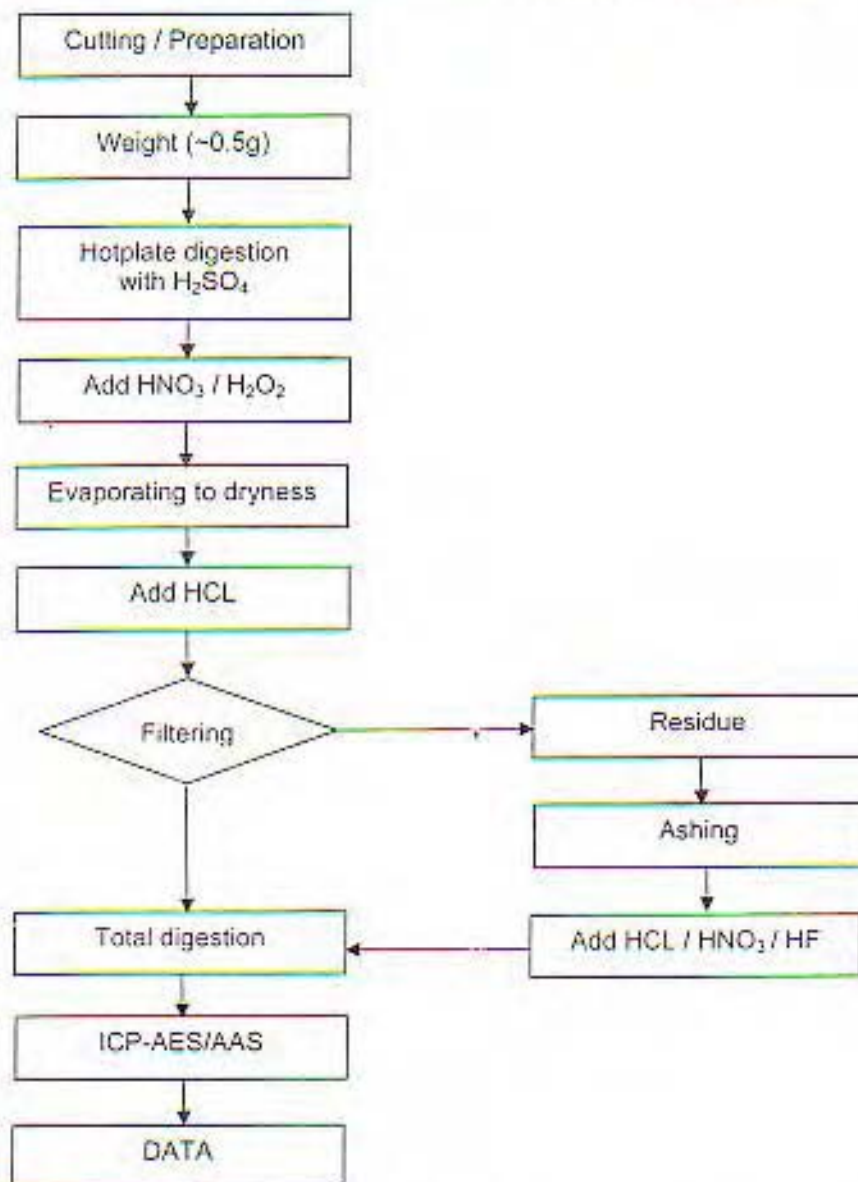 Cutting / Preparation
Weight (~0.5g)
Hotplate digestion
with H₂SO₄
Add HNO₃ / H₂O₂
Evaporating to dryness
Add HCL
Filtering
Residue
Ashing
Add HCL / HNO₃ / HF
Total digestion
ICP-AES/AAS
DATA